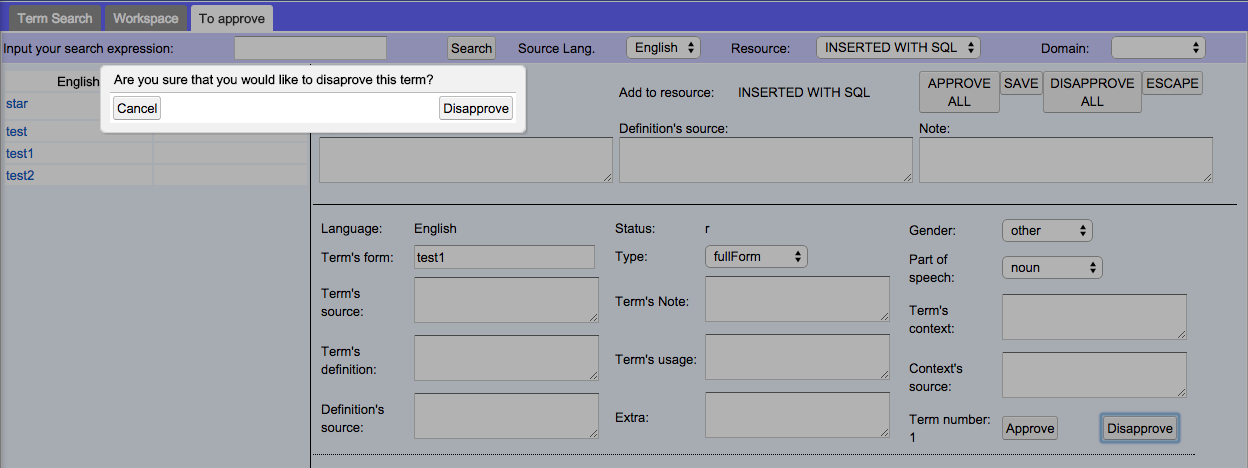 Term Search Workspace To approve
Input your search expression: Search Source Lang. English Resource: INSERTED WITH SQL Domain:
English
Are you sure that you would like to disaprove this term?
Cancel Disapprove
star
test
test1
test2
Add to resource: INSERTED WITH SQL
APPROVE ALL SAVE DISAPPROVE ALL ESCAPE
Definition's source: Note:
Language: English Status: r Gender: other
Term's form: test1 Type: fullForm Part of speech: noun
Term's source: Term's Note: Term's context:
Term's definition: Term's usage: Context's source:
Definition's source: Extra: Term number: 1 Approve Disapprove